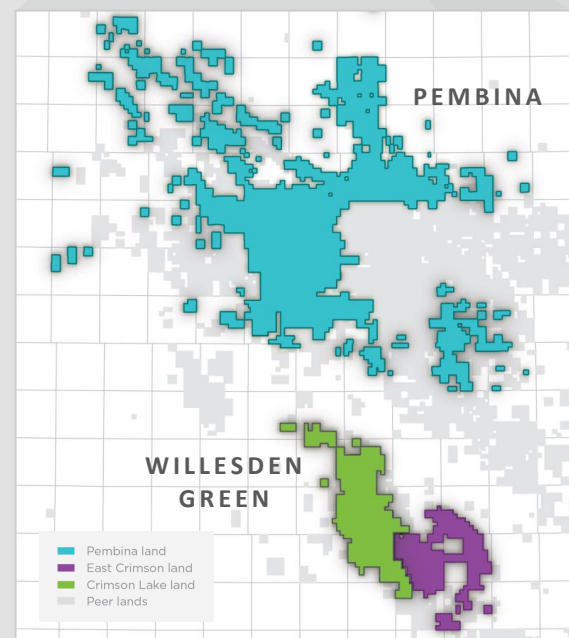 PEMBINA
WILLESDEN
GREEN
Pembina land
East Crimson land
Crimson Lake land
Peer lands